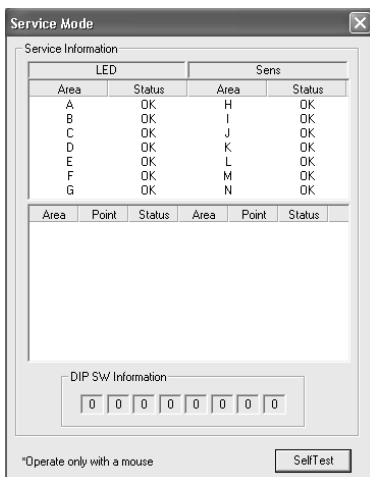 Service Mode
Service Information
LED Sens
Area Status Area Status
A OK H OK
B OK I OK
C OK J OK
D OK K OK
E OK L OK
F OK M OK
G OK N OK
Area Point Status Area Point Status
DIP SW Information
0 0 0 0 0 0 0 0
*Operate only with a mouse SelfTest